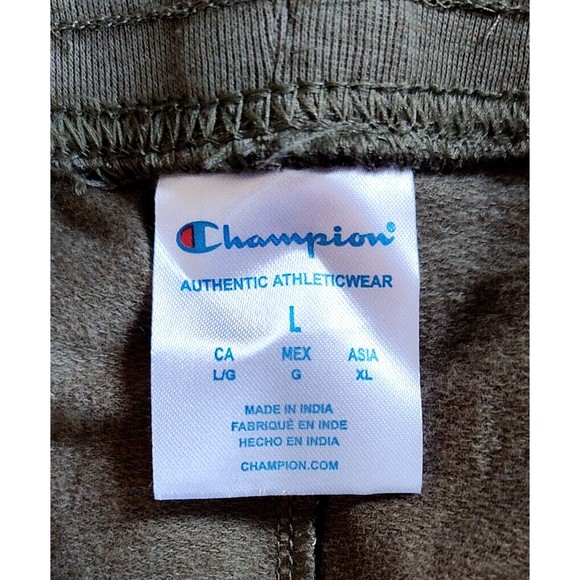 Champion®
AUTHENTIC ATHLETICWEAR
L
CA MEX ASIA
L/G G XL
MADE IN INDIA
FABRIQUÉ EN INDE
HECHO EN INDIA
CHAMPION.COM